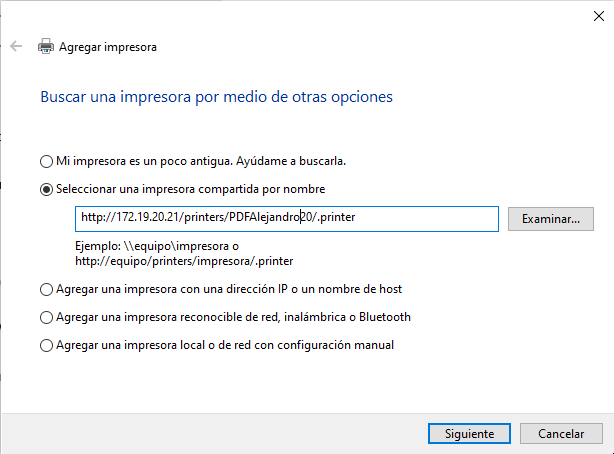 Agregar impresora
Buscar una impresora por medio de otras opciones
Mi impresora es un poco antigua. Ayúdame a buscarla.
Seleccionar una impresora compartida por nombre
http://172.19.20.21/printers/PDFAlejandro20/.printer
Examinar...
Ejemplo: \\equipo\impresora o
http://equipo/printers/impresora/.printer
Agregar una impresora con una dirección IP o un nombre de host
Agregar una impresora reconocible de red, inalámbrica o Bluetooth
Agregar una impresora local o de red con configuración manual
Siguiente
Cancelar